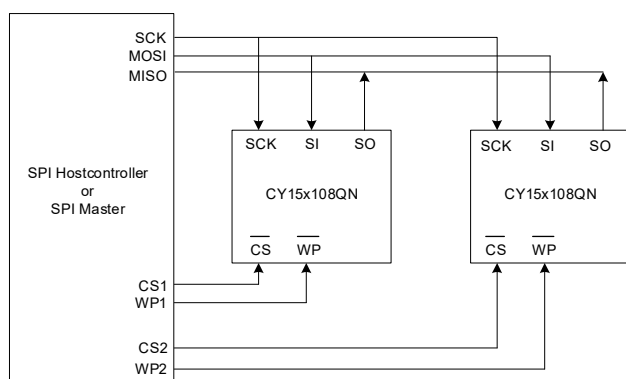 SCK
MOSI
MISO
SPI Hostcontroller
or
SPI Master
CS1
WP1
CS2
WP2
SCK SI SO
CY15x108QN
CS WP
SCK SI SO
CY15x108QN
CS WP